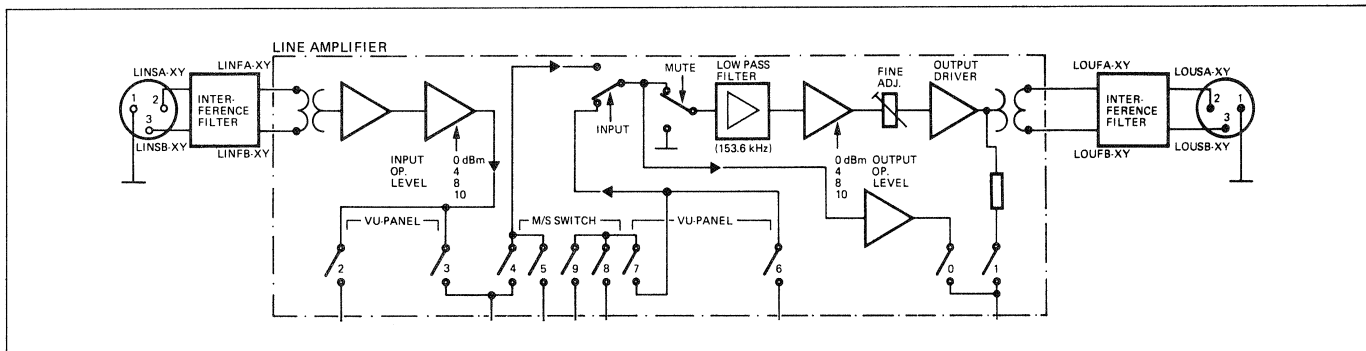 LINE AMPLIFIER
LINSA-XY
LINFA-XY
1
2
3
INTER-
FERENCE
FILTER
LINSB-XY
LINFB-XY
INPUT
OP.
LEVEL
0 dBm
4
8
10
INPUT
MUTE
LOW PASS
FILTER
(153.6 kHz)
FINE
ADJ.
OUTPUT
DRIVER
0 dBm
4
8
10
OUTPUT
OP.
LEVEL
LOUFA-XY
LOUSA-XY
INTER-
FERENCE
FILTER
2
1
3
LOUFB-XY
LOUSB-XY
VU-PANEL
M/S SWITCH
VU-PANEL
2
3
4
5
9
8
7
6
0
1